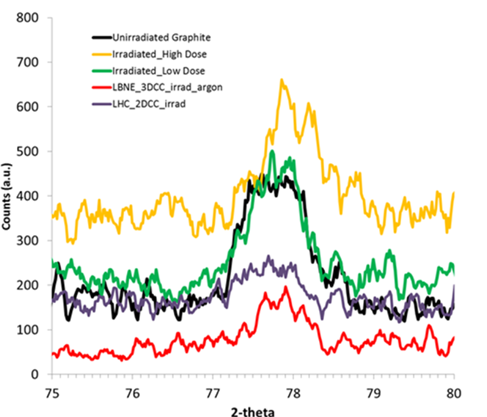 800
700
600
500
400
300
200
100
0
Counts (a.u.)
Unirradiated Graphite
Irradiated_High Dose
Irradiated_Low Dose
LBNE_3DCC_irrad_argon
LHC_2DCC_irrad
75 76 77 78 79 80
2-theta